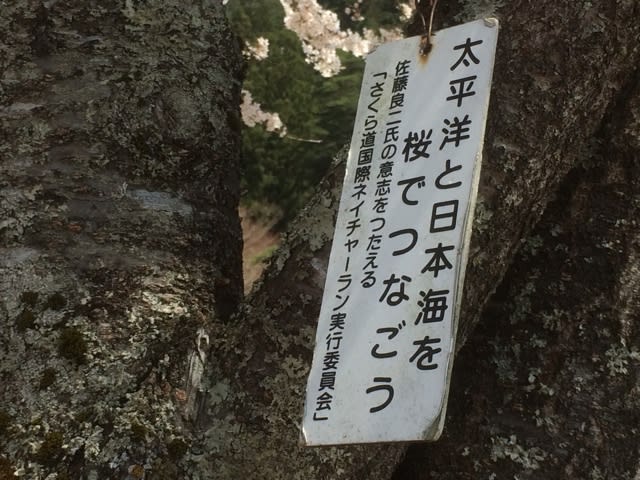 太平洋と日本海を
桜でつなごう
佐藤良二氏の意志をつたえる
「さくら道国際ネイチャーラン実行委員会」